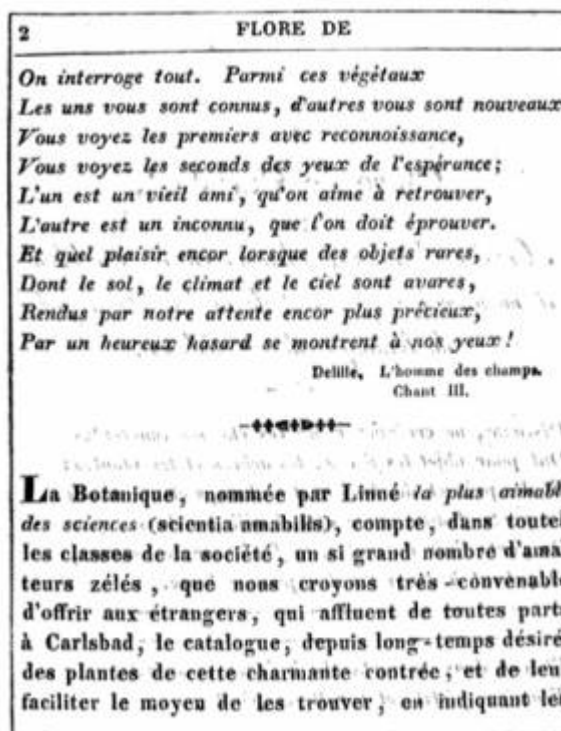 2 FLORE DE
On interroge tout. Parmi ces végétaux
Les uns vous sont connus, d'autres vous sont nouveaux
Vous voyez les premiers avec reconnoissance,
Vous voyez les seconds des yeux de l'espérance;
L'un est un vieil ami, qu'on aime à retrouver,
L'autre est un inconnu, que l'on doit éprouver.
Et quel plaisir encor lorsque des objets rares,
Dont le sol, le climat et le ciel sont avares,
Rendus par notre attente encor plus précieux,
Par un heureux hasard se montrent à nos yeux!
Delille, L'homme des champs.
Chant III.
La Botanique, nommée par Linné la plus aimabl
des sciences (scientia amabilis), compte, dans toutes
les classes de la société, un si grand nombre d'ama
teurs zélés, que nous croyons très-convenabl
d'offrir aux étrangers, qui affluent de toutes part
à Carlsbad, le catalogue, depuis long-temps désiré
des plantes de cette charmante contrée, et de leu
faciliter le moyen de les trouver, en indiquant le